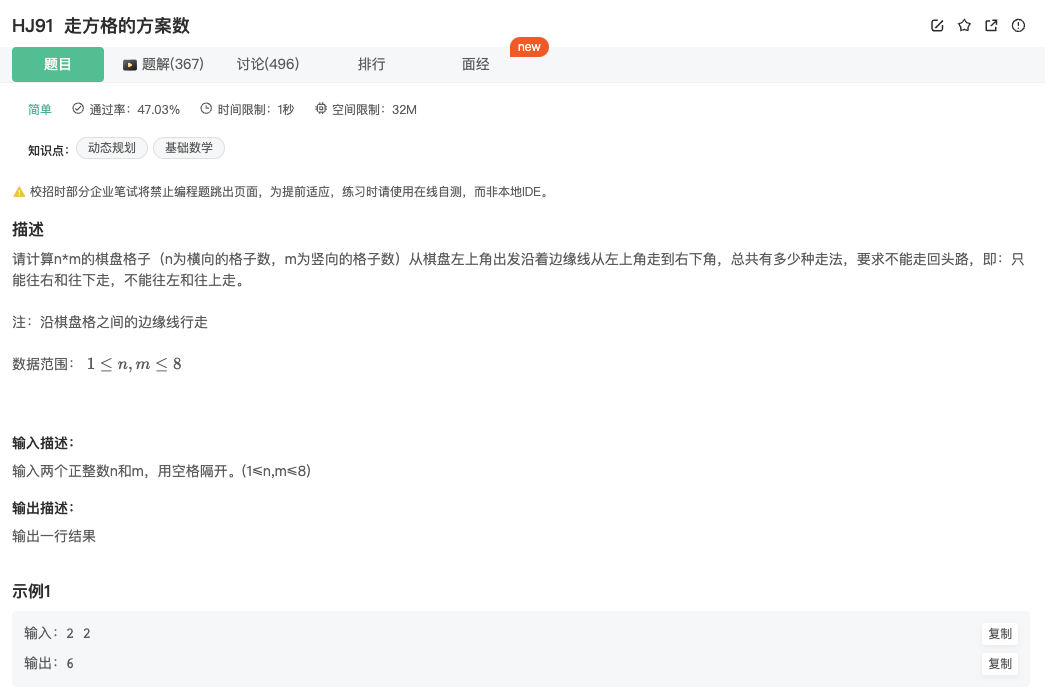 HJ91 走方格的方案数
new
题目 题解(367) 讨论(496) 排行 面经
简单 通过率：47.03% 时间限制：1秒 空间限制：32M
知识点： 动态规划 基础数学
校招时部分企业笔试将禁止编程题跳出页面，为提前适应，练习时请使用在线自测，而非本地IDE。
描述
请计算n*m的棋盘格子（n为横向的格子数，m为竖向的格子数）从棋盘左上角出发沿着边缘线从左上角走到右下角，总共有多少种走法，要求不能走回头路，即：只
能往右和往下走，不能往左和往上走。
注：沿棋盘格之间的边缘线行走
数据范围： 1 ≤ n, m ≤ 8
输入描述：
输入两个正整数n和m，用空格隔开。(1≤n,m≤8)
输出描述：
输出一行结果
示例1
输入：2 2 复制
输出：6 复制